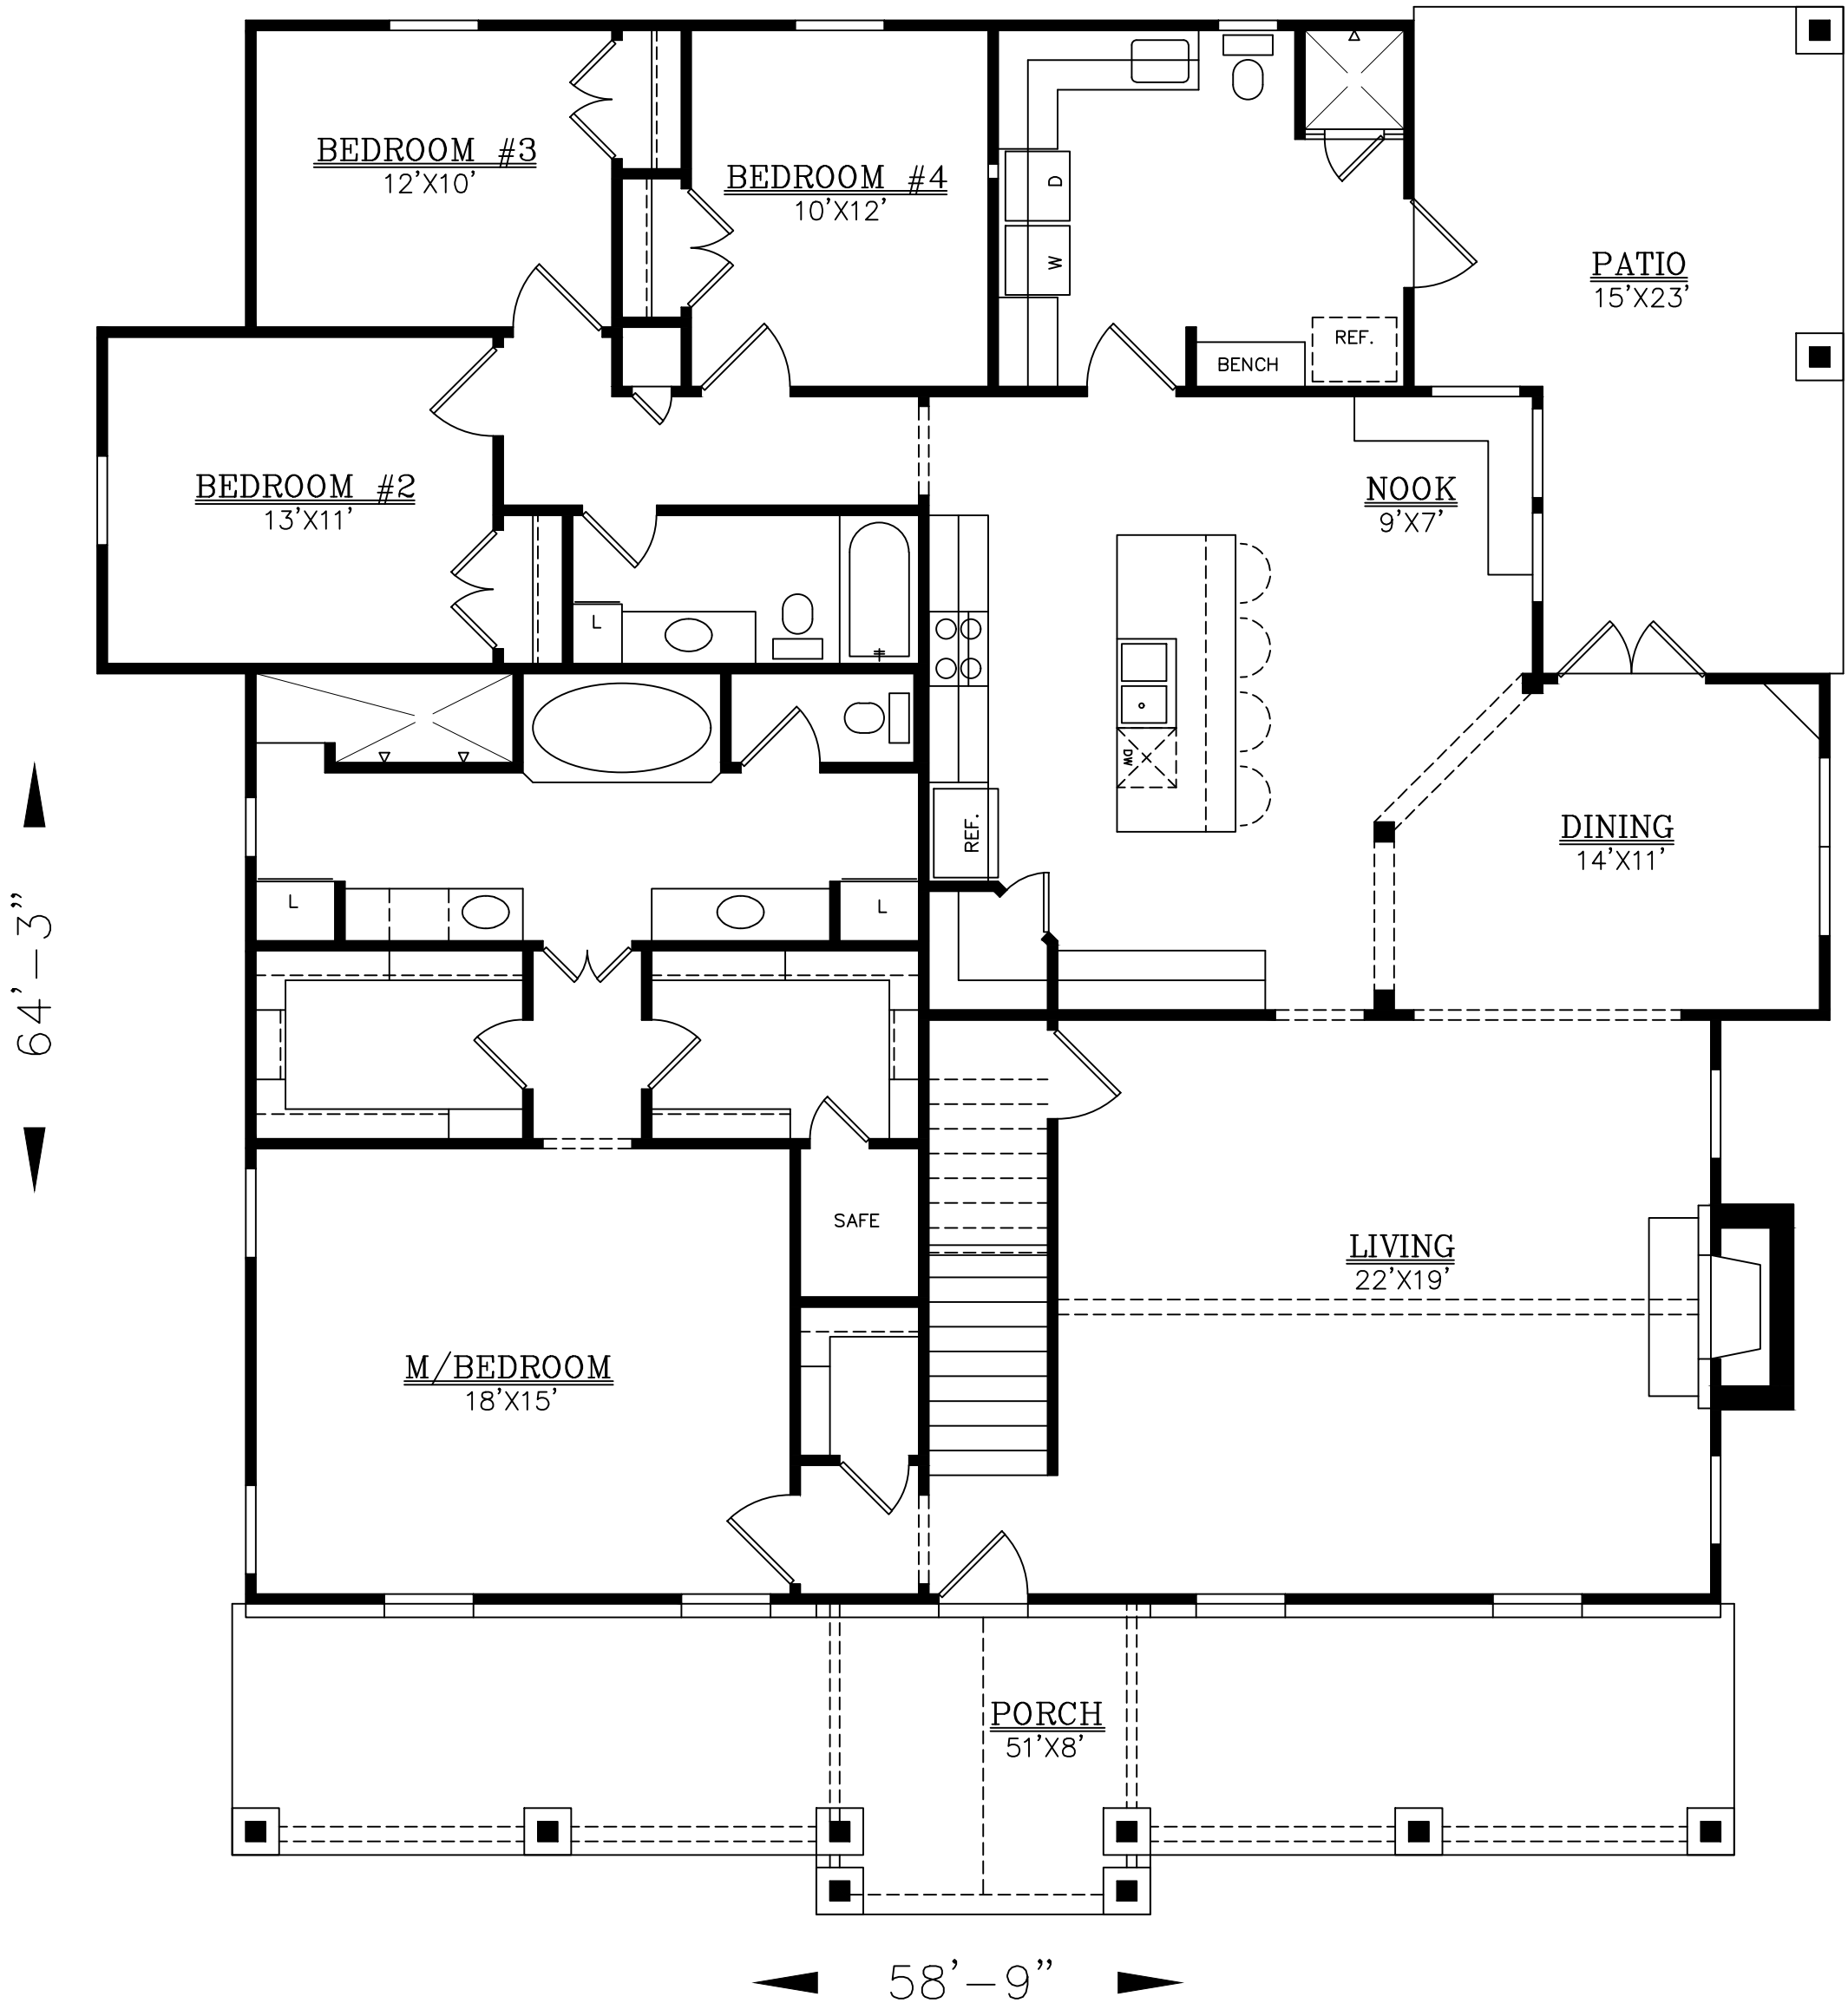 BEDROOM #3
12'X10'
BEDROOM #4
10'X12'
D
W
BENCH
REF.
PATIO
15'X23'
BEDROOM #2
13'X11'
NOOK
9'X7'
L
DW
REF.
DINING
14'X11'
L
L
64'-3"
SAFE
LIVING
22'X19'
M/BEDROOM
18'X15'
PORCH
51'X8'
58'-9"